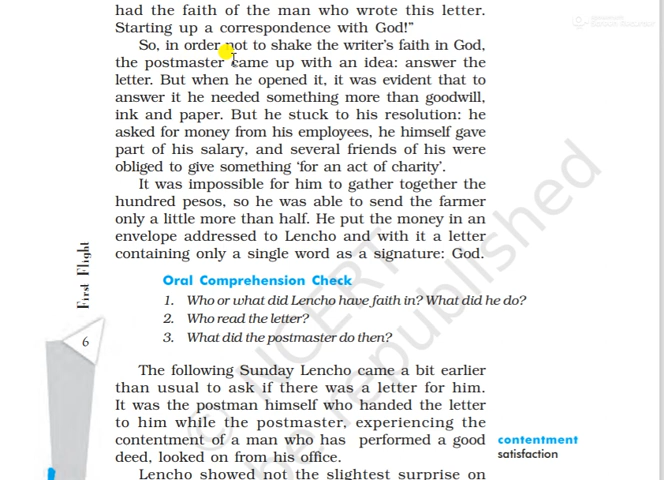 had the faith of the man who wrote this letter.
Starting up a correspondence with God!”
So, in order not to shake the writer’s faith in God,
the postmaster came up with an idea: answer the
letter. But when he opened it, it was evident that to
answer it he needed something more than goodwill,
ink and paper. But he stuck to his resolution: he
asked for money from his employees, he himself gave
part of his salary, and several friends of his were
obliged to give something ‘for an act of charity’.
It was impossible for him to gather together the
hundred pesos, so he was able to send the farmer
only a little more than half. He put the money in an
envelope addressed to Lencho and with it a letter
containing only a single word as a signature: God.
First Flight
6
Oral Comprehension Check
1. Who or what did Lencho have faith in? What did he do?
2. Who read the letter?
3. What did the postmaster do then?
The following Sunday Lencho came a bit earlier
than usual to ask if there was a letter for him.
It was the postman himself who handed the letter
to him while the postmaster, experiencing the
contentment of a man who has performed a good
deed, looked on from his office.
Lencho showed not the slightest surprise on
contentment
satisfaction
© NCERT
be republished